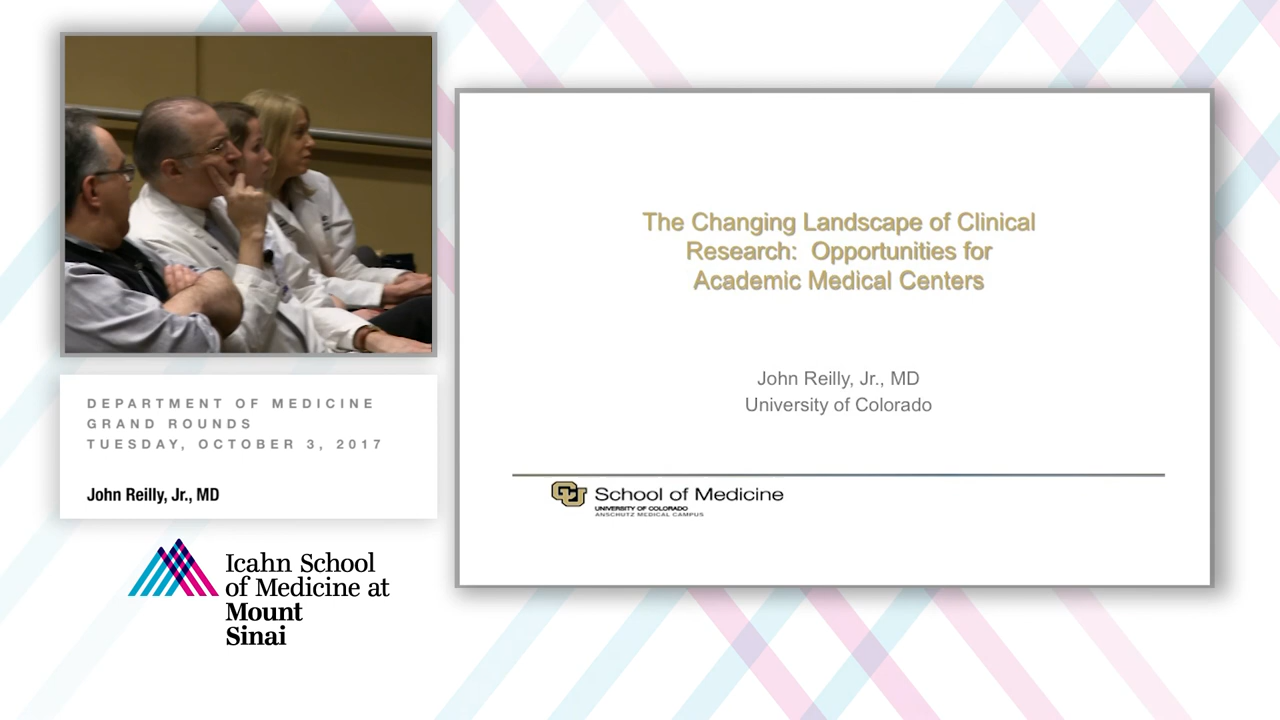 DEPARTMENT OF MEDICINE
GRAND ROUNDS
TUESDAY, OCTOBER 3, 2017
John Reilly, Jr., MD
Icahn School
of Medicine at
Mount
Sinai
The Changing Landscape of Clinical
Research: Opportunities for
Academic Medical Centers
John Reilly, Jr., MD
University of Colorado
CU
School of Medicine
UNIVERSITY OF COLORADO
ANSCHUTZ MEDICAL CAMPUS